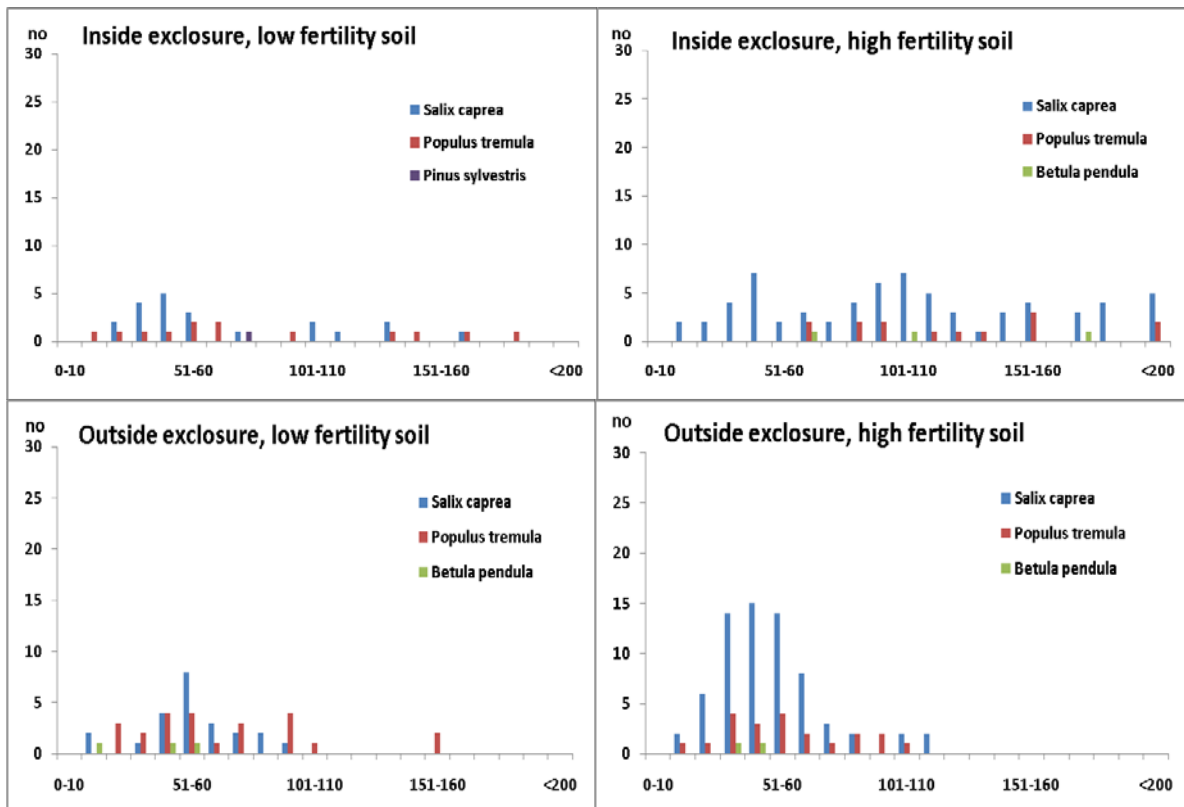 no
Inside exclosure, low fertility soil
30
25
20
15
10
5
0
Salix caprea
Populus tremula
Pinus sylvestris
0-10 51-60 101-110 151-160 <200
no
Inside exclosure, high fertility soil
30
25
20
15
10
5
0
Salix caprea
Populus tremula
Betula pendula
0-10 51-60 101-110 151-160 <200
no
Outside exclosure, low fertility soil
30
25
20
15
10
5
0
Salix caprea
Populus tremula
Betula pendula
0-10 51-60 101-110 151-160 <200
no
Outside exclosure, high fertility soil
30
25
20
15
10
5
0
Salix caprea
Populus tremula
Betula pendula
0-10 51-60 101-110 151-160 <200